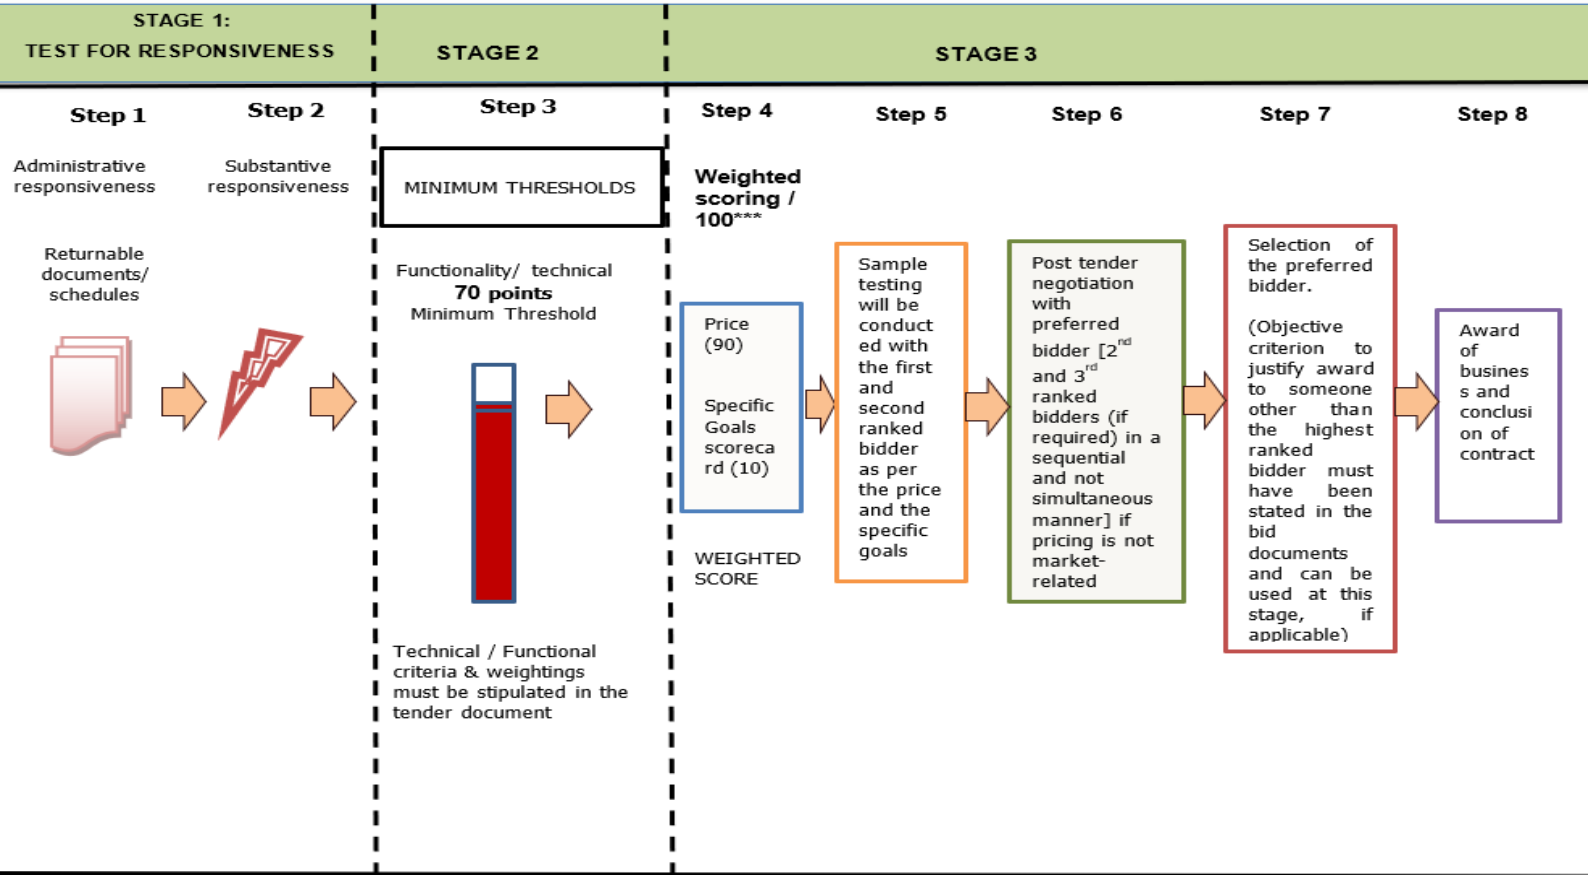 STAGE 1:
TEST FOR RESPONSIVENESS
STAGE 2
STAGE 3
Step 1
Step 2
Step 3
Step 4
Step 5
Step 6
Step 7
Step 8
Administrative
responsiveness
Returnable
documents/
schedules
Substantive
responsiveness
MINIMUM THRESHOLDS
Functionality/ technical
70 points
Minimum Threshold
Technical / Functional
criteria & weightings
must be stipulated in the
tender document
Weighted
scoring /
100***
Price
(90)
Specific
Goals
scoreca
rd (10)
WEIGHTED
SCORE
Sample
testing
will be
conduct
ed with
the first
and
second
ranked
bidder
as per
the price
and the
specific
goals
Post tender
negotiation
with
preferred
bidder [2nd
and 3rd
ranked
bidders (if
required) in a
sequential
and not
simultaneous
manner] if
pricing is not
market-
related
Selection of
the preferred
bidder.
(Objective
criterion to
justify award
to someone
other than
the highest
ranked
bidder must
have been
stated in the
bid
documents
and can be
used at this
stage, if
applicable)
Award
of
busines
s and
conclusi
on of
contract